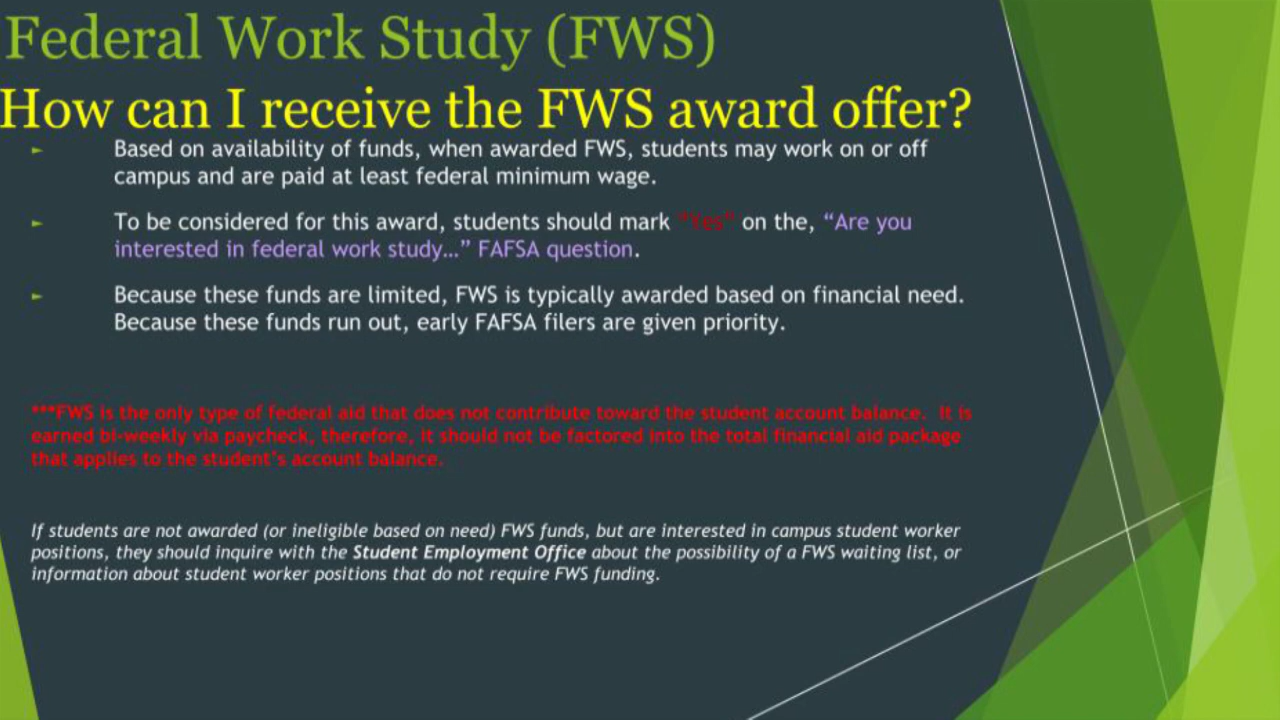 Federal Work Study (FWS)
How can I receive the FWS award offer?
► Based on availability of funds, when awarded FWS, students may work on or off
campus and are paid at least federal minimum wage.
► To be considered for this award, students should mark "Yes" on the, “Are you
interested in federal work study…” FAFSA question.
► Because these funds are limited, FWS is typically awarded based on financial need.
Because these funds run out, early FAFSA filers are given priority.
***FWS is the only type of federal aid that does not contribute toward the student account balance. It is
earned bi-weekly via paycheck, therefore, it should not be factored into the total financial aid package
that applies to the student’s account balance.
If students are not awarded (or ineligible based on need) FWS funds, but are interested in campus student worker
positions, they should inquire with the Student Employment Office about the possibility of a FWS waiting list, or
information about student worker positions that do not require FWS funding.